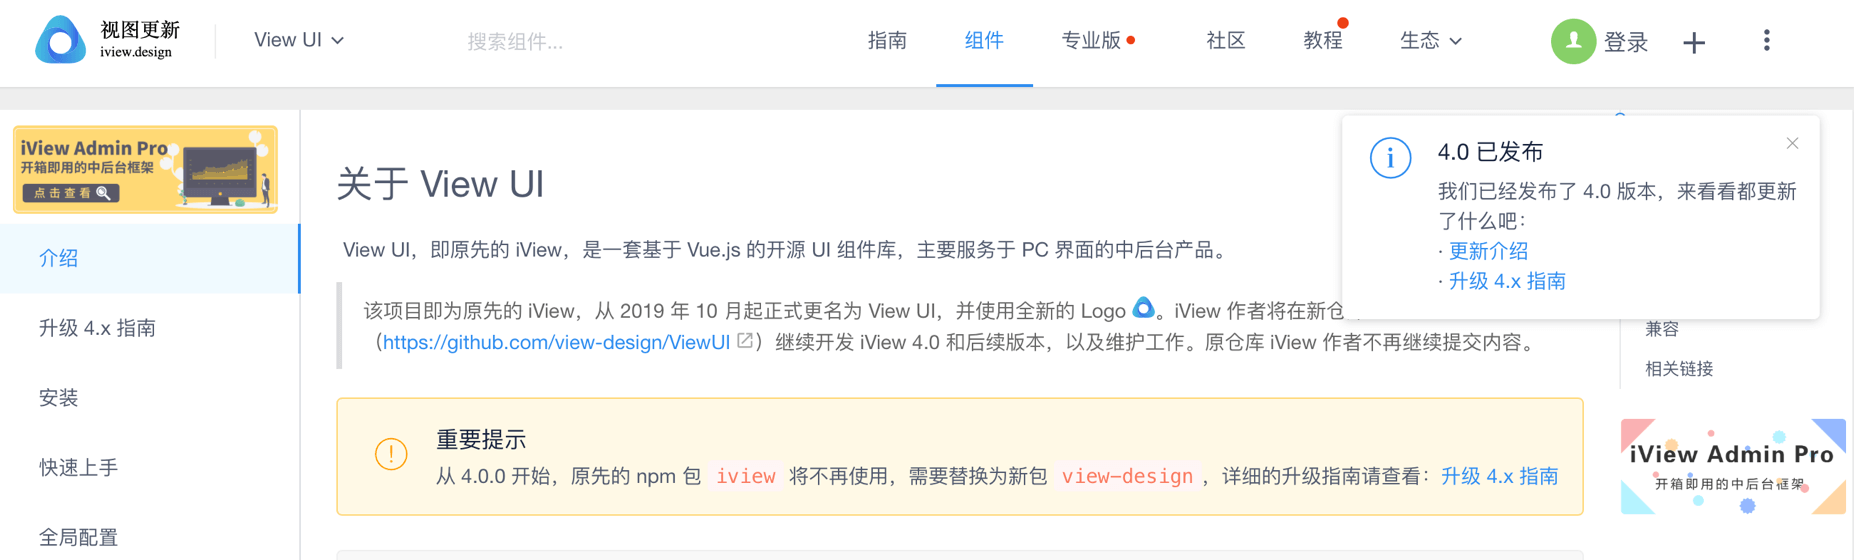 视图更新
iview.design
View UI
搜索组件...
指南
组件
专业版
社区
教程
生态
登录
iView Admin Pro
开箱即用的中后台框架
点击查看
介绍
升级 4.x 指南
安装
快速上手
全局配置
关于 View UI
View UI，即原先的 iView，是一套基于 Vue.js 的开源 UI 组件库，主要服务于 PC 界面的中后台产品。
该项目即为原先的 iView，从 2019 年 10 月起正式更名为 View UI，并使用全新的 Logo 。iView 作者将在新仓
（https://github.com/view-design/ViewUI ）继续开发 iView 4.0 和后续版本，以及维护工作。原仓库 iView 作者不再继续提交内容。
重要提示
从 4.0.0 开始，原先的 npm 包 iview 将不再使用，需要替换为新包 view-design ，详细的升级指南请查看：升级 4.x 指南
4.0 已发布
我们已经发布了 4.0 版本，来看看都更新
了什么吧：
· 更新介绍
· 升级 4.x 指南
兼容
相关链接
iView Admin Pro
开箱即用的中后台框架